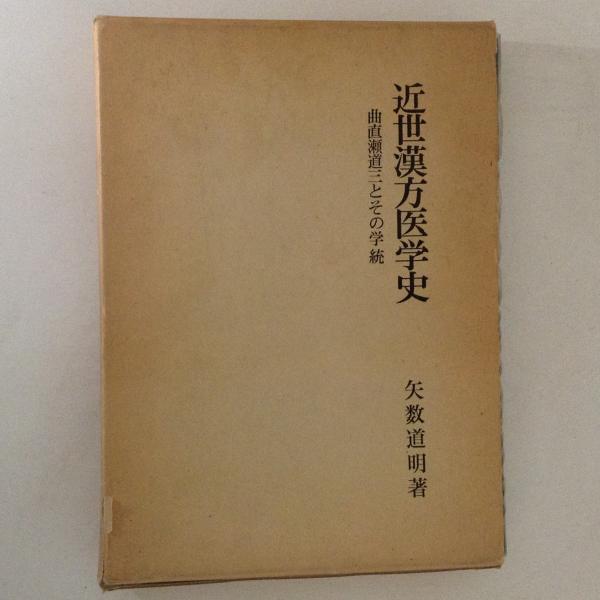 近世漢方医学史
曲直瀬道三とその学統
矢数道明著